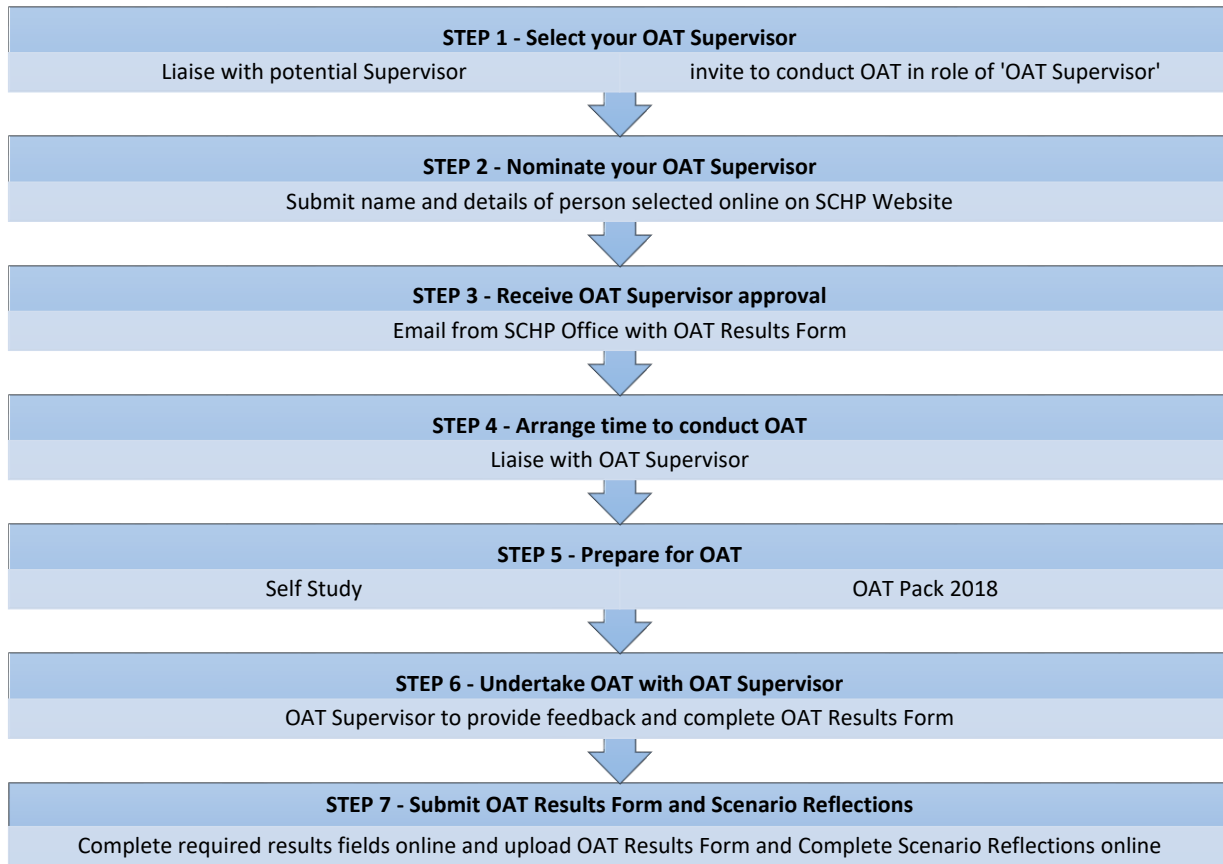 STEP 1 - Select your OAT Supervisor
Liaise with potential Supervisor
invite to conduct OAT in role of 'OAT Supervisor'
STEP 2 - Nominate your OAT Supervisor
Submit name and details of person selected online on SCHP Website
STEP 3 - Receive OAT Supervisor approval
Email from SCHP Office with OAT Results Form
STEP 4 - Arrange time to conduct OAT
Liaise with OAT Supervisor
STEP 5 - Prepare for OAT
Self Study
OAT Pack 2018
STEP 6 - Undertake OAT with OAT Supervisor
OAT Supervisor to provide feedback and complete OAT Results Form
STEP 7 - Submit OAT Results Form and Scenario Reflections
Complete required results fields online and upload OAT Results Form and Complete Scenario Reflections online